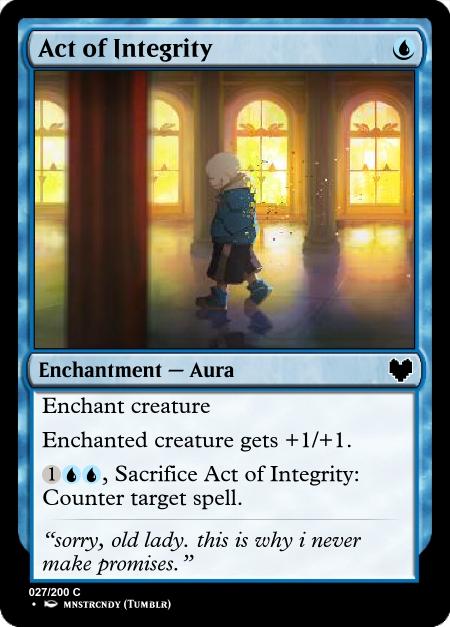 Act of Integrity
Enchantment — Aura
Enchant creature
Enchanted creature gets +1/+1.
1, Sacrifice Act of Integrity:
Counter target spell.
“sorry, old lady. this is why i never
make promises.”
027/200 C
• MNSTRCNDY (TUMBLR)